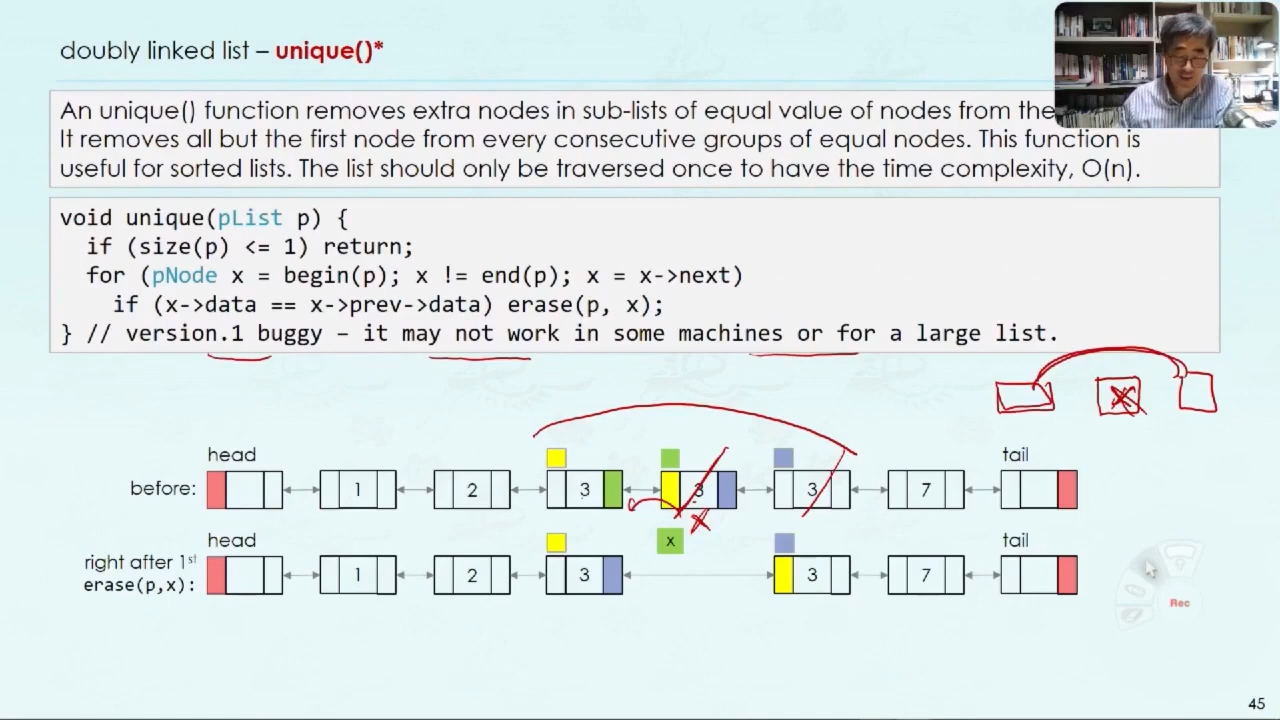 doubly linked list – unique()*
An unique() function removes extra nodes in sub-lists of equal value of nodes from the
It removes all but the first node from every consecutive groups of equal nodes. This function is
useful for sorted lists. The list should only be traversed once to have the time complexity, O(n).
void unique(pList p) {
if (size(p) <= 1) return;
for (pNode x = begin(p); x != end(p); x = x->next)
if (x->data == x->prev->data) erase(p, x);
} // version.1 buggy – it may not work in some machines or for a large list.
head tail
before: 1 2 3 3 3 7
x
head tail
right after 1st
erase(p,x): 1 2 3 3 7
Rec
45